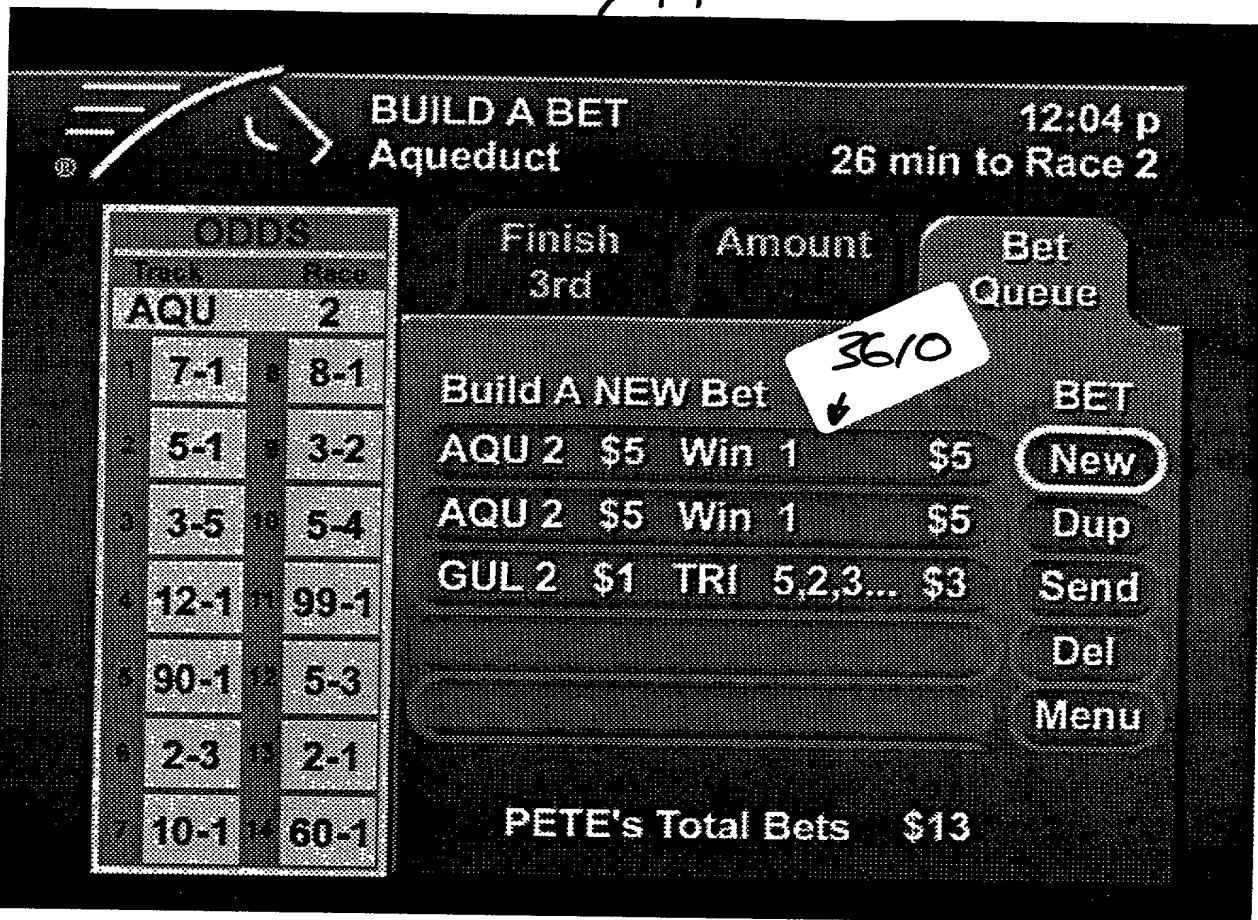 BUILD A BET
Aqueduct
12:04 p
26 min to Race 2
®
ODDS
Track Race
AQU 2
1 7-1 8 8-1
2 5-1 9 3-2
3 3-5 10 5-4
4 12-1 11 99-1
5 90-1 12 5-3
6 2-3 13 2-1
7 10-1 14 60-1
Finish
3rd
Amount
Bet
Queue
3610
Build A NEW Bet
AQU 2 $5 Win 1 $5
AQU 2 $5 Win 1 $5
GUL 2 $1 TRI 5,2,3... $3
BET
New
Dup
Send
Del
Menu
PETE's Total Bets $13